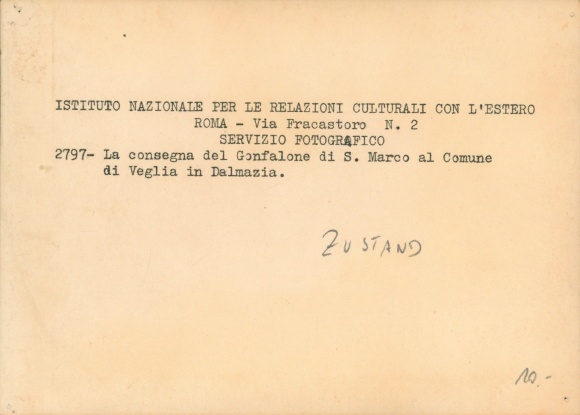 ISTITUTO NAZIONALE PER LE RELAZIONI CULTURALI CON L'ESTERO
ROMA - Via Fracastoro N. 2
SERVIZIO FOTOGRAFICO
2797- La consegna del Gonfalone di S. Marco al Comune
di Veglia in Dalmazia.
ZUSTAND
10.-